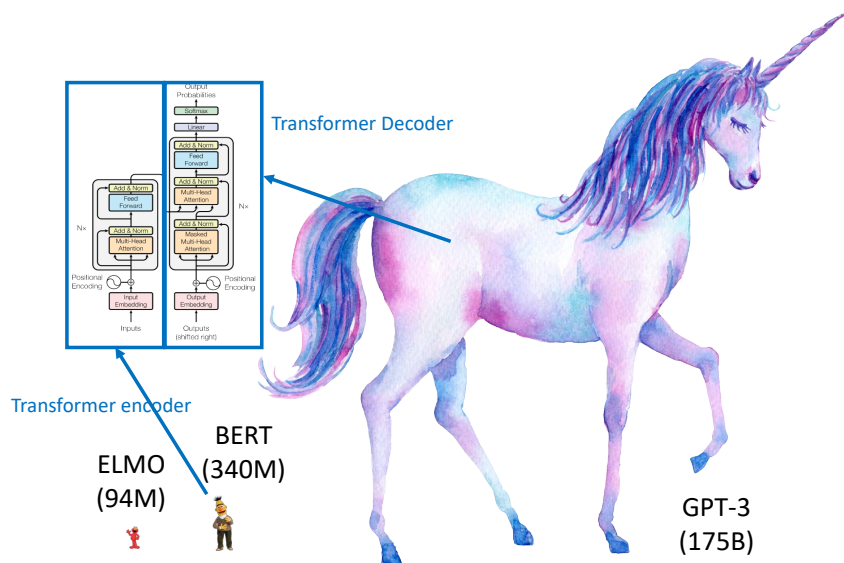 Output
Probabilities
Softmax
Linear
Add & Norm
Feed
Forward
Add & Norm
Multi-Head
Attention
Add & Norm
Masked
Multi-Head
Attention
Nx
Positional
Encoding
Output
Embedding
Outputs
(shifted right)
Add & Norm
Feed
Forward
Nx
Add & Norm
Multi-Head
Attention
Positional
Encoding
Input
Embedding
Inputs
Transformer Decoder
Transformer encoder
ELMO
(94M)
BERT
(340M)
GPT-3
(175B)